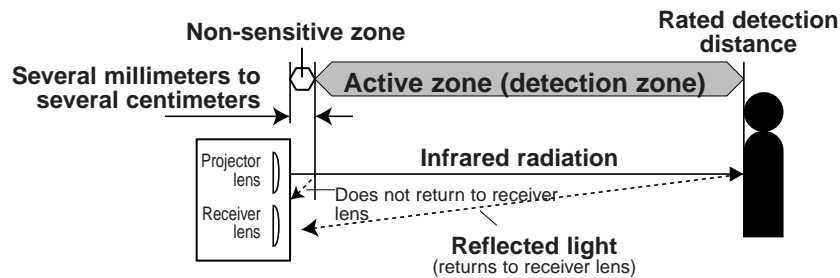 Rated detection
distance
Non-sensitive zone
Several millimeters to
several centimeters
Active zone (detection zone)
Projector
lens
Infrared radiation
Does not return to receiver
lens
Receiver
lens
Reflected light
(returns to receiver lens)